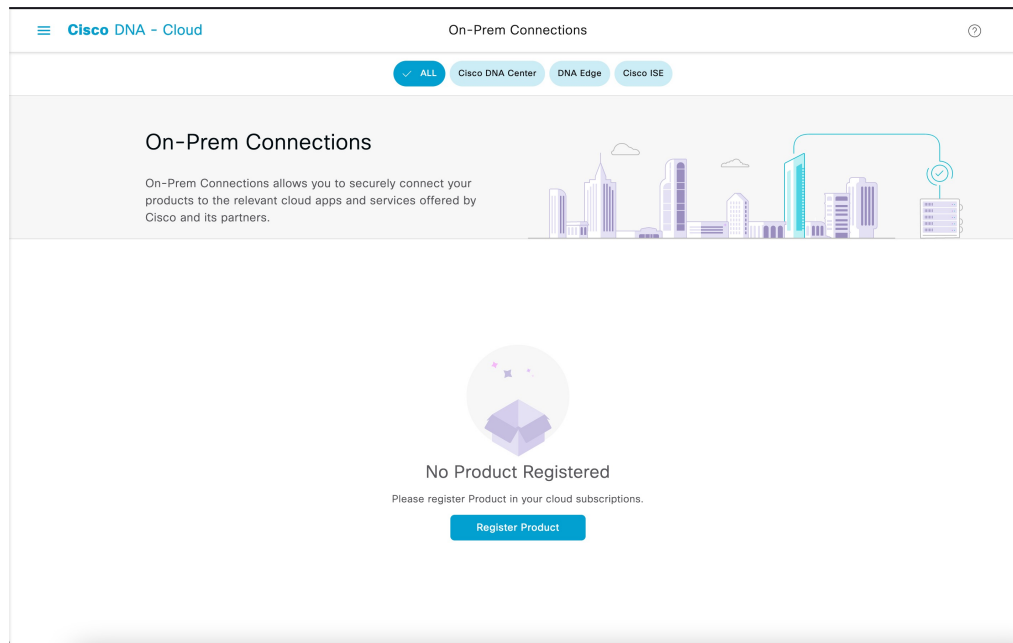 Cisco DNA - Cloud
On-Prem Connections
ALL
Cisco DNA Center
DNA Edge
Cisco ISE
On-Prem Connections
On-Prem Connections allows you to securely connect your
products to the relevant cloud apps and services offered by
Cisco and its partners.
No Product Registered
Please register Product in your cloud subscriptions.
Register Product